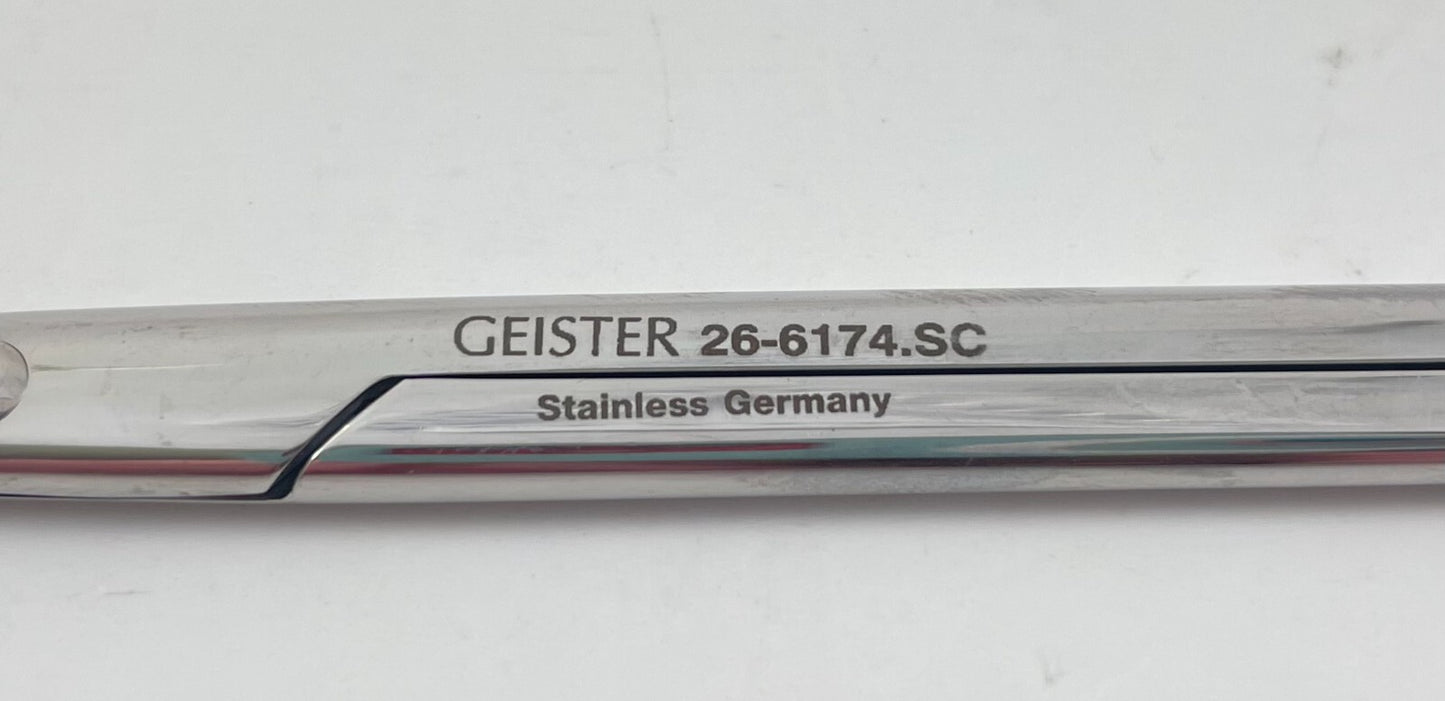 GEISTER 26-6174.SC
Stainless Germany